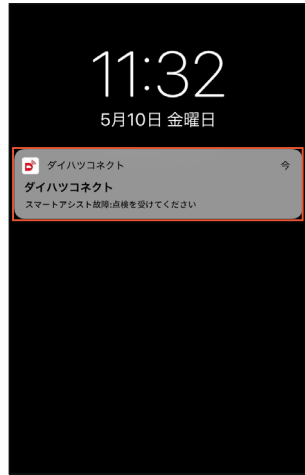 11:32
5月10日 金曜日
ダイハツコネクト 今
ダイハツコネクト
スマートアシスト故障:点検を受けてください